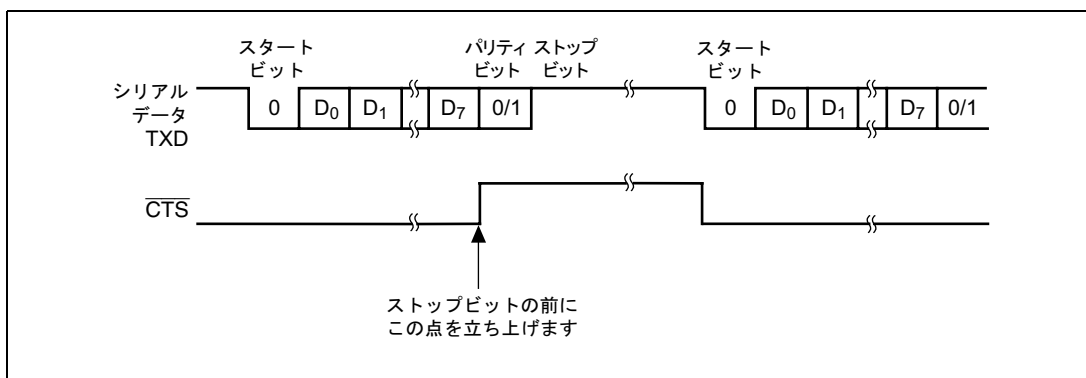 スタート パリティ ストップ スタート
ビット ビット ビット ビット
シリアル
データ
TXD
0 D0 D1 D7 0/1 0 D0 D1 D7 0/1
CTS
ストップビットの前に
この点を立ち上げます